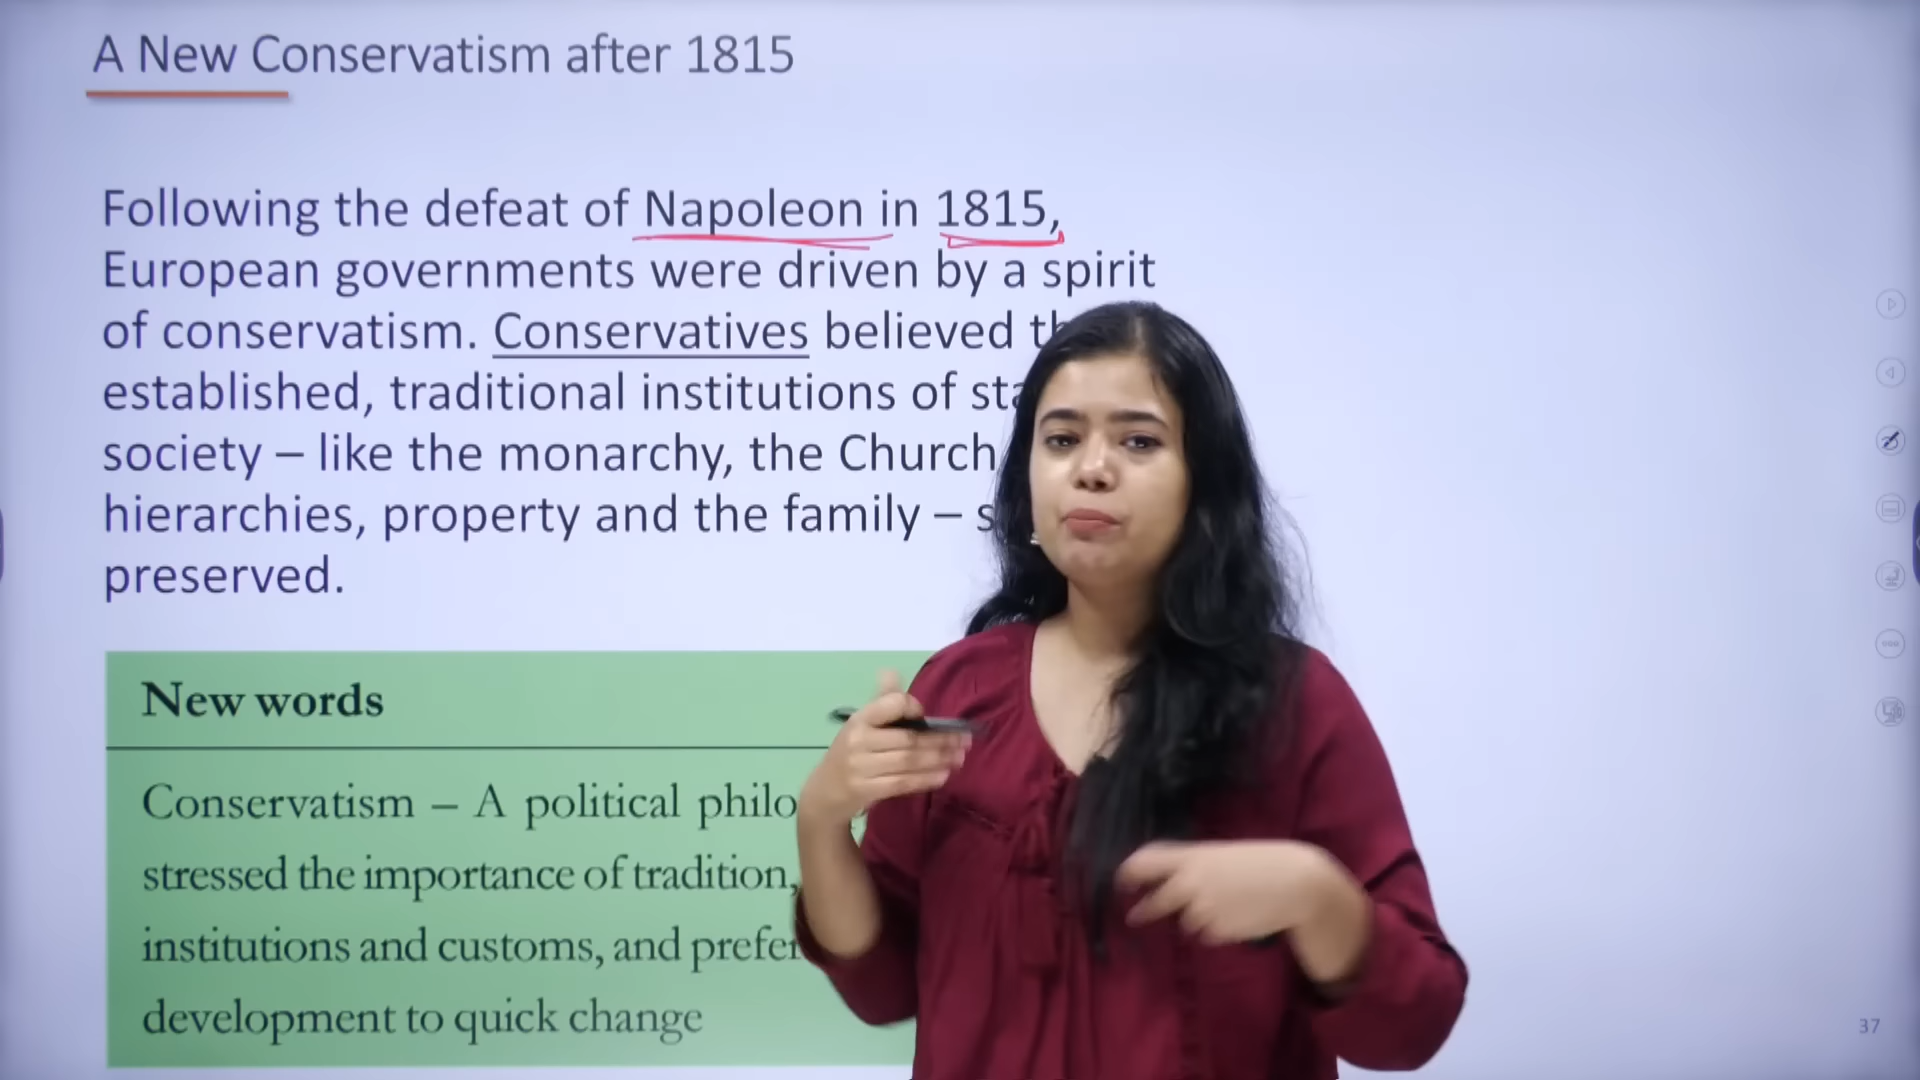 A New Conservatism after 1815
Following the defeat of Napoleon in 1815,
European governments were driven by a spirit
of conservatism. Conservatives believed
established, traditional institutions of
society – like the monarchy, the Church
hierarchies, property and the family –
preserved.
New words
Conservatism – A political
stressed the importance of tradition,
institutions and customs, and
development to quick change
37